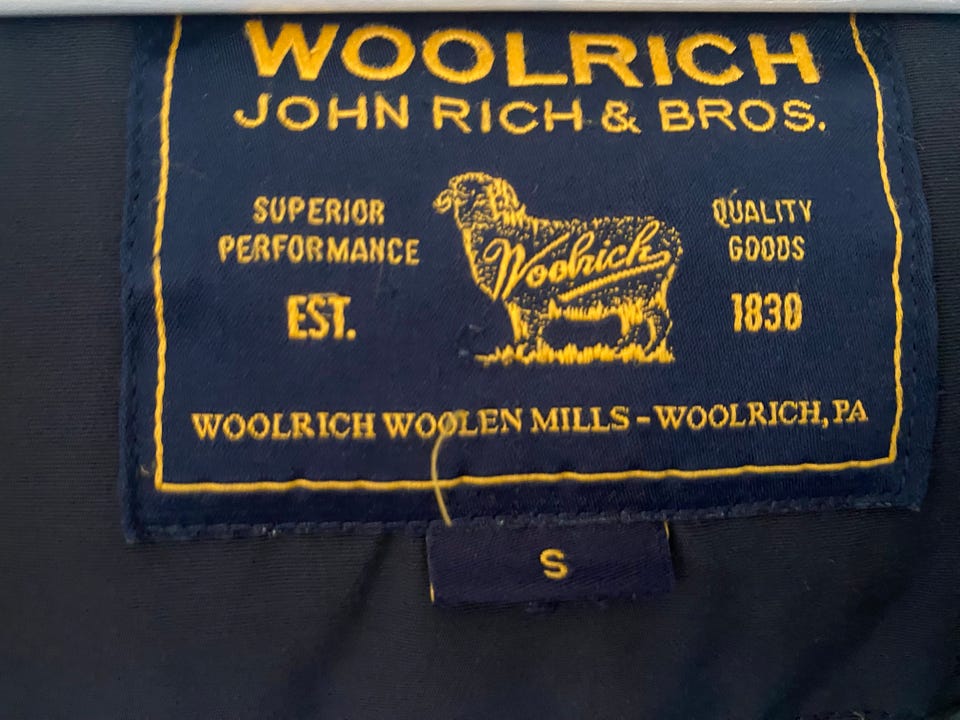 WOOLRICH
JOHN RICH & BROS.
SUPERIOR
PERFORMANCE
EST.
Woolrich
QUALITY
GOODS
1830
WOOLRICH WOOLEN MILLS - WOOLRICH, PA
S